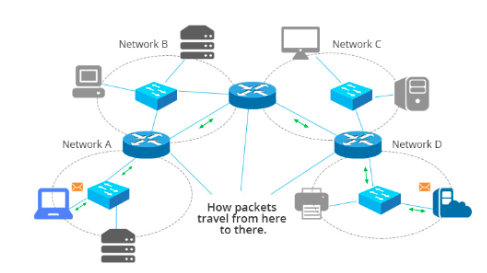 Network B
Network C
Network A
Network D
How packets
travel from here
to there.